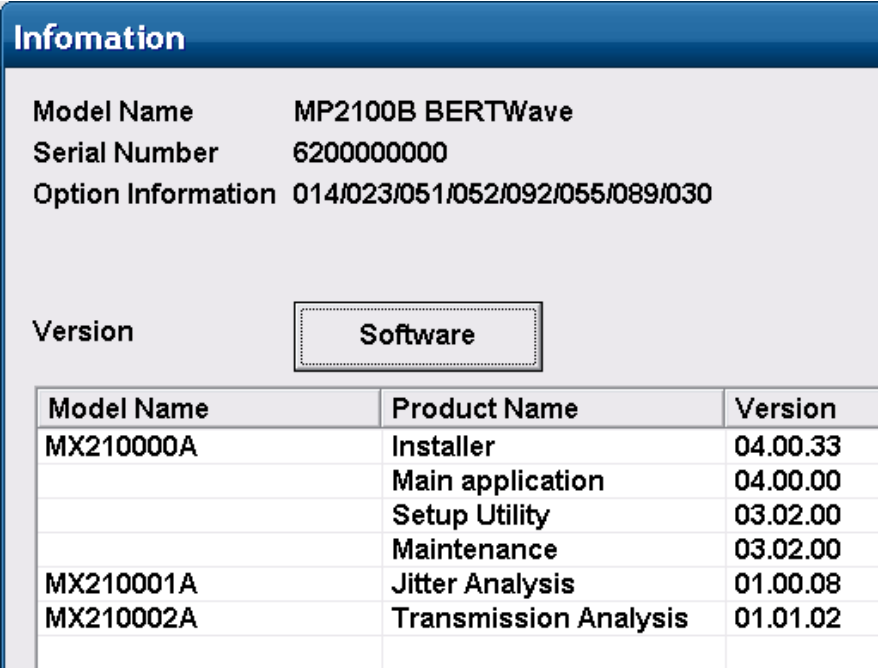 Infomation
Model Name MP2100B BERTWave
Serial Number 6200000000
Option Information 014/023/051/052/092/055/089/030
Version Software
Model Name Product Name Version
MX210000A Installer 04.00.33
Main application 04.00.00
Setup Utility 03.02.00
Maintenance 03.02.00
MX210001A Jitter Analysis 01.00.08
MX210002A Transmission Analysis 01.01.02